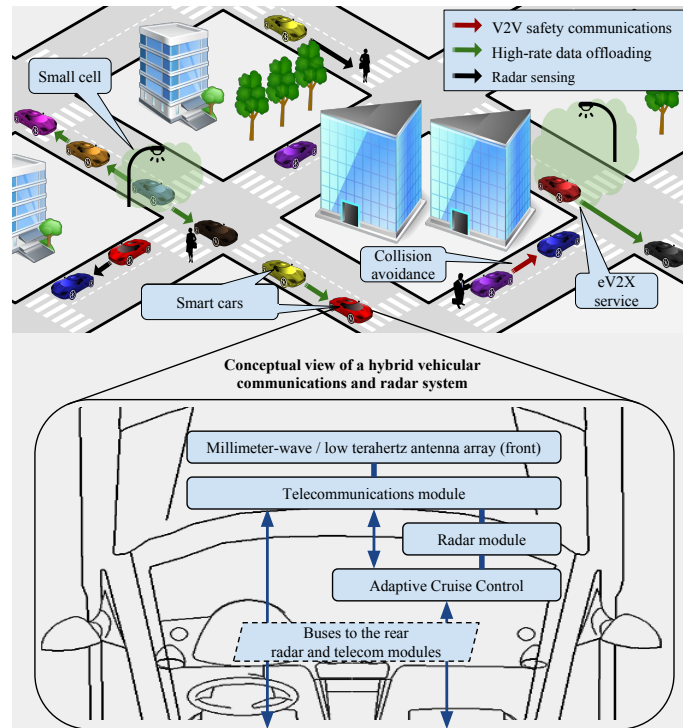 V2V safety communications
High-rate data offloading
Radar sensing
Small cell
Collision
avoidance
eV2X
service
Smart cars
Conceptual view of a hybrid vehicular
communications and radar system
Millimeter-wave / low terahertz antenna array (front)
Telecommunications module
Radar module
Adaptive Cruise Control
Buses to the rear
radar and telecom modules